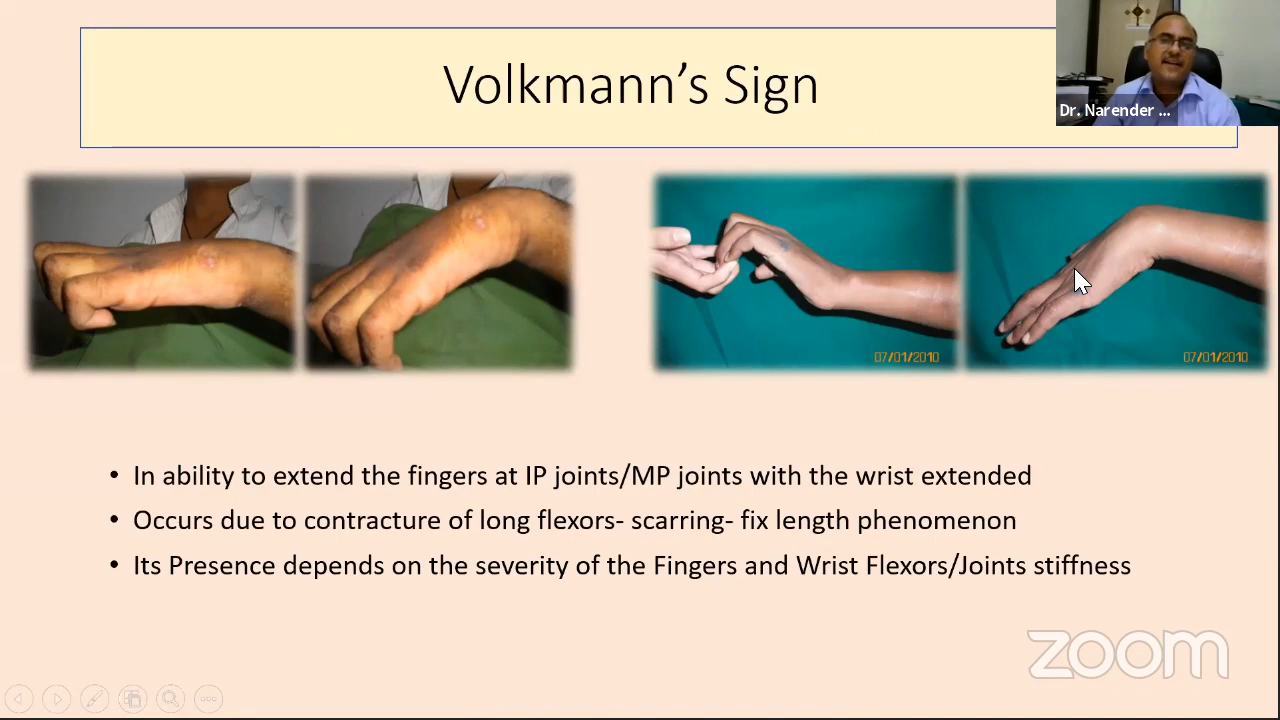 Volkmann's Sign
Dr. Narender ...
07/01/2010
07/01/2010
• In ability to extend the fingers at IP joints/MP joints with the wrist extended
• Occurs due to contracture of long flexors- scarring- fix length phenomenon
• Its Presence depends on the severity of the Fingers and Wrist Flexors/Joints stiffness
zoom